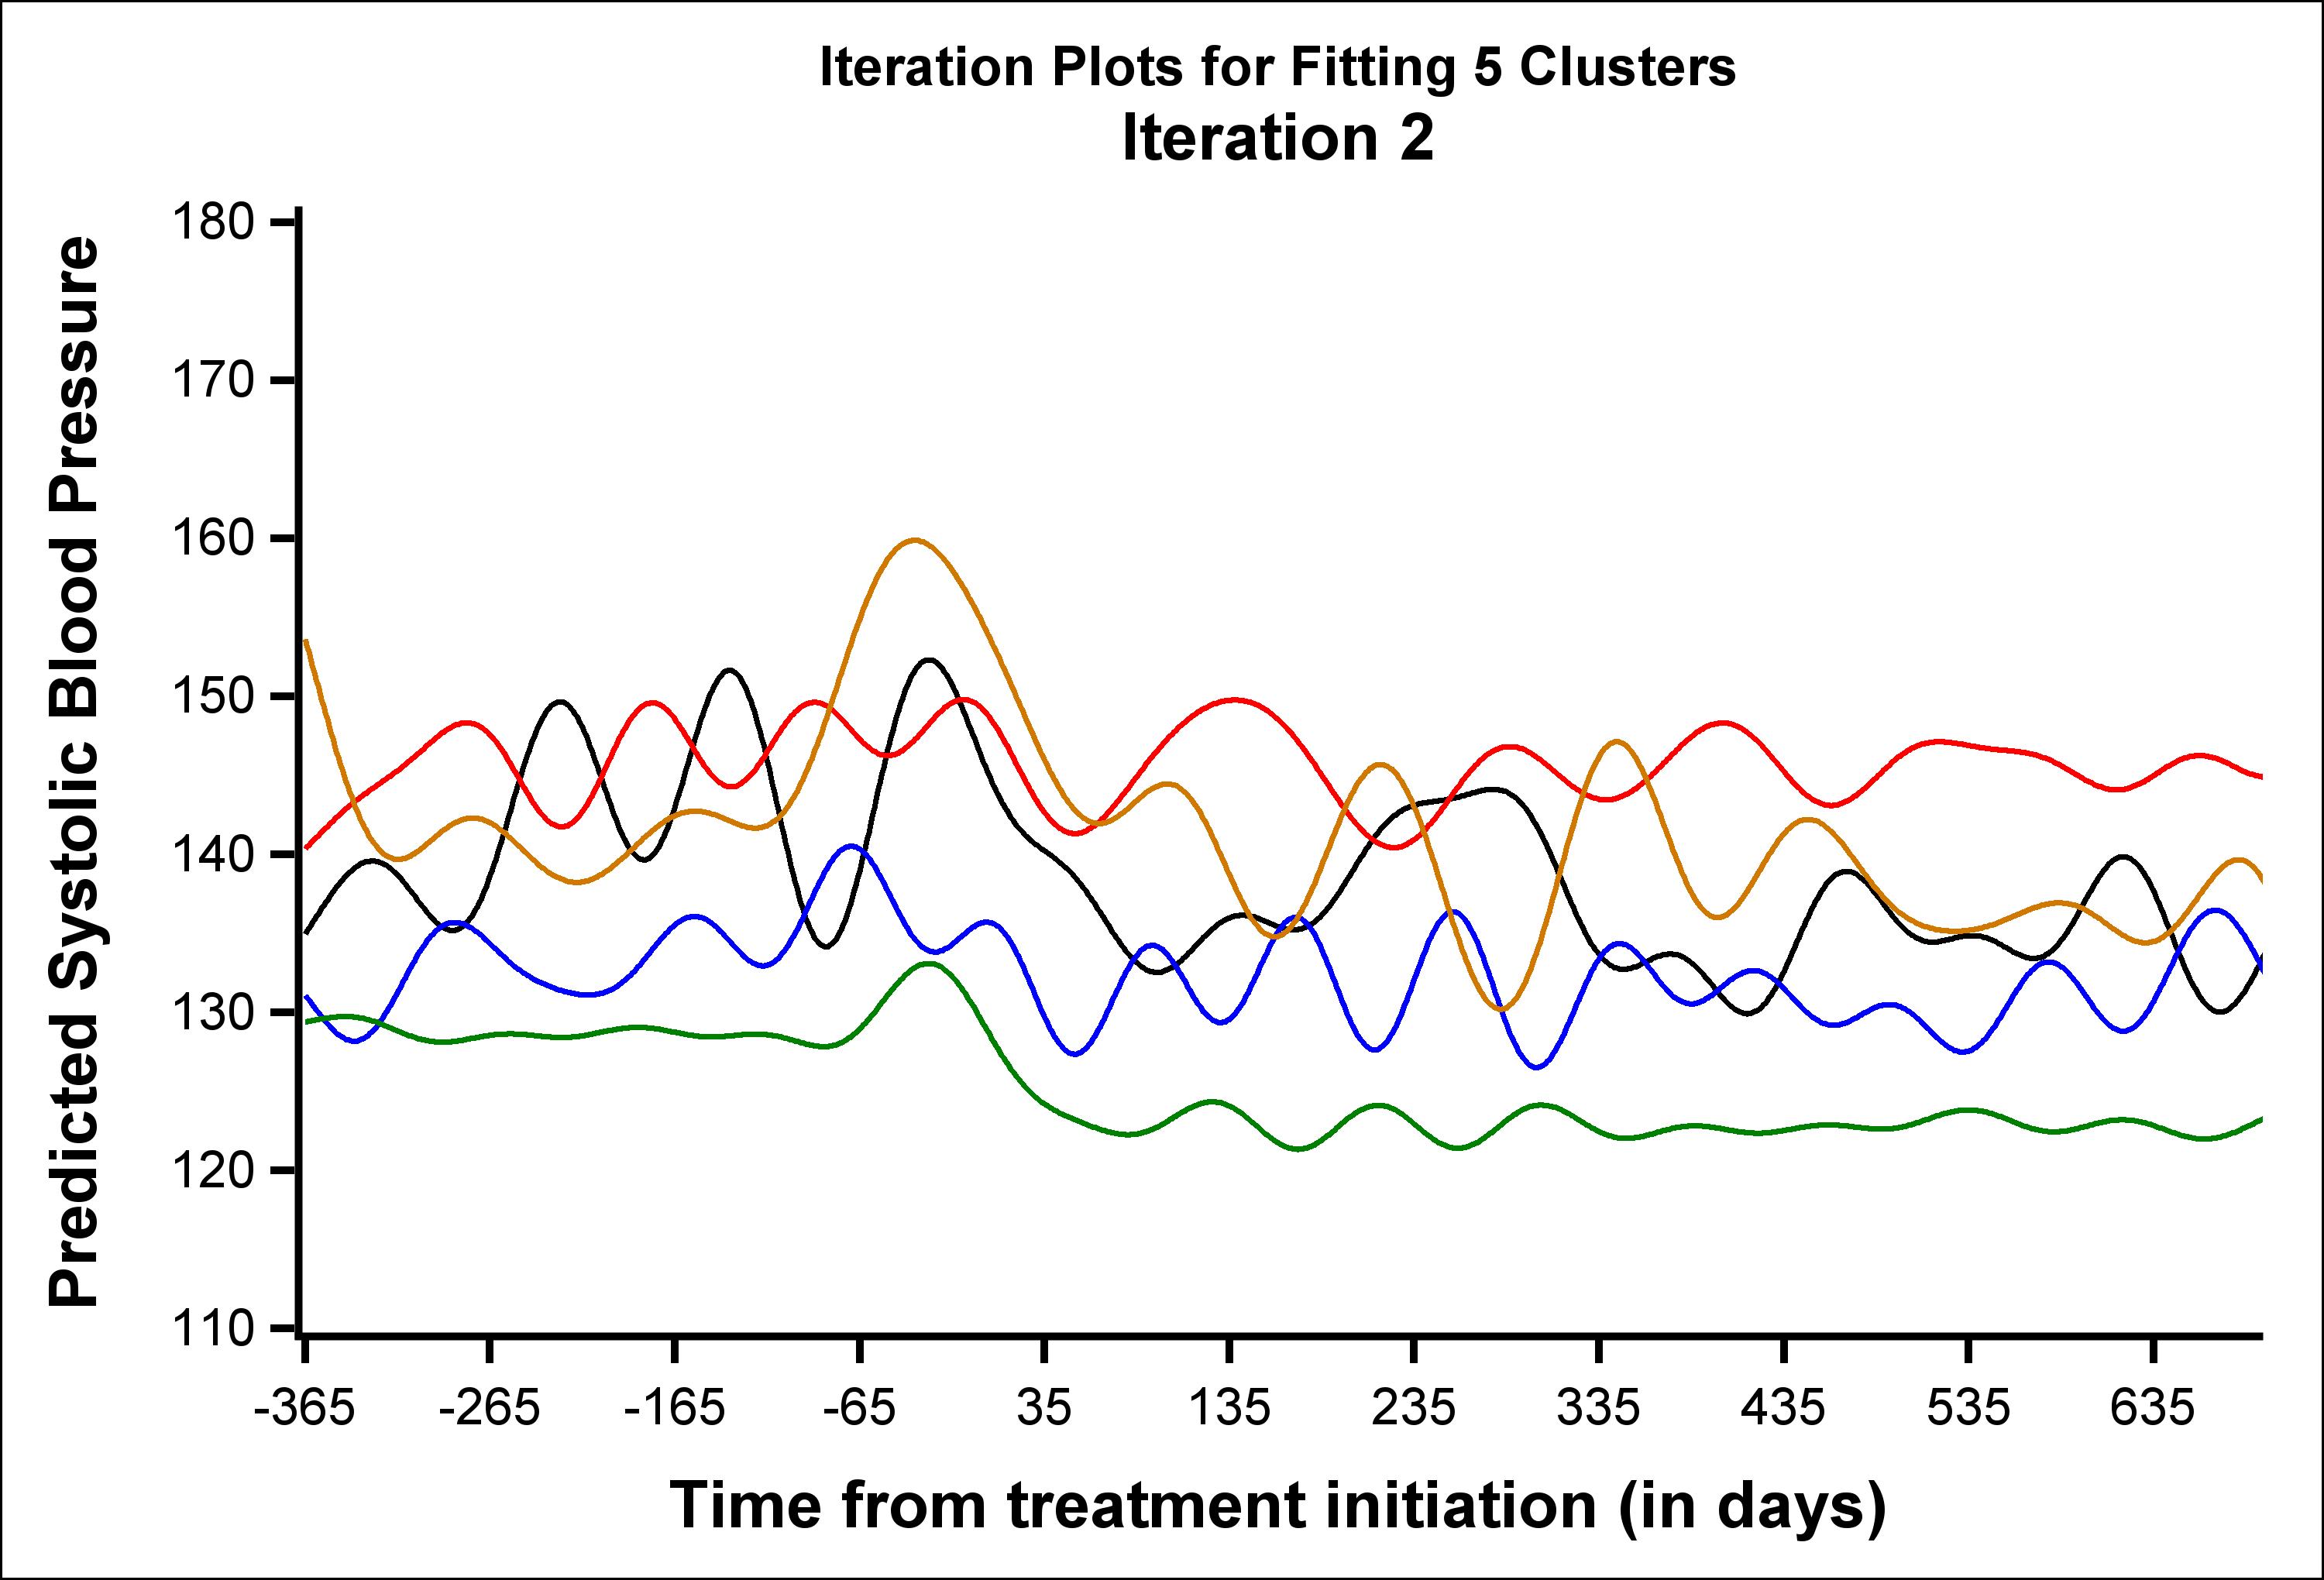 Iteration Plots for Fitting 5 Clusters
Iteration 2
Predicted Systolic Blood Pressure
180
170
160
150
140
130
120
110
-365 -265 -165 -65 35 135 235 335 435 535 635
Time from treatment initiation (in days)